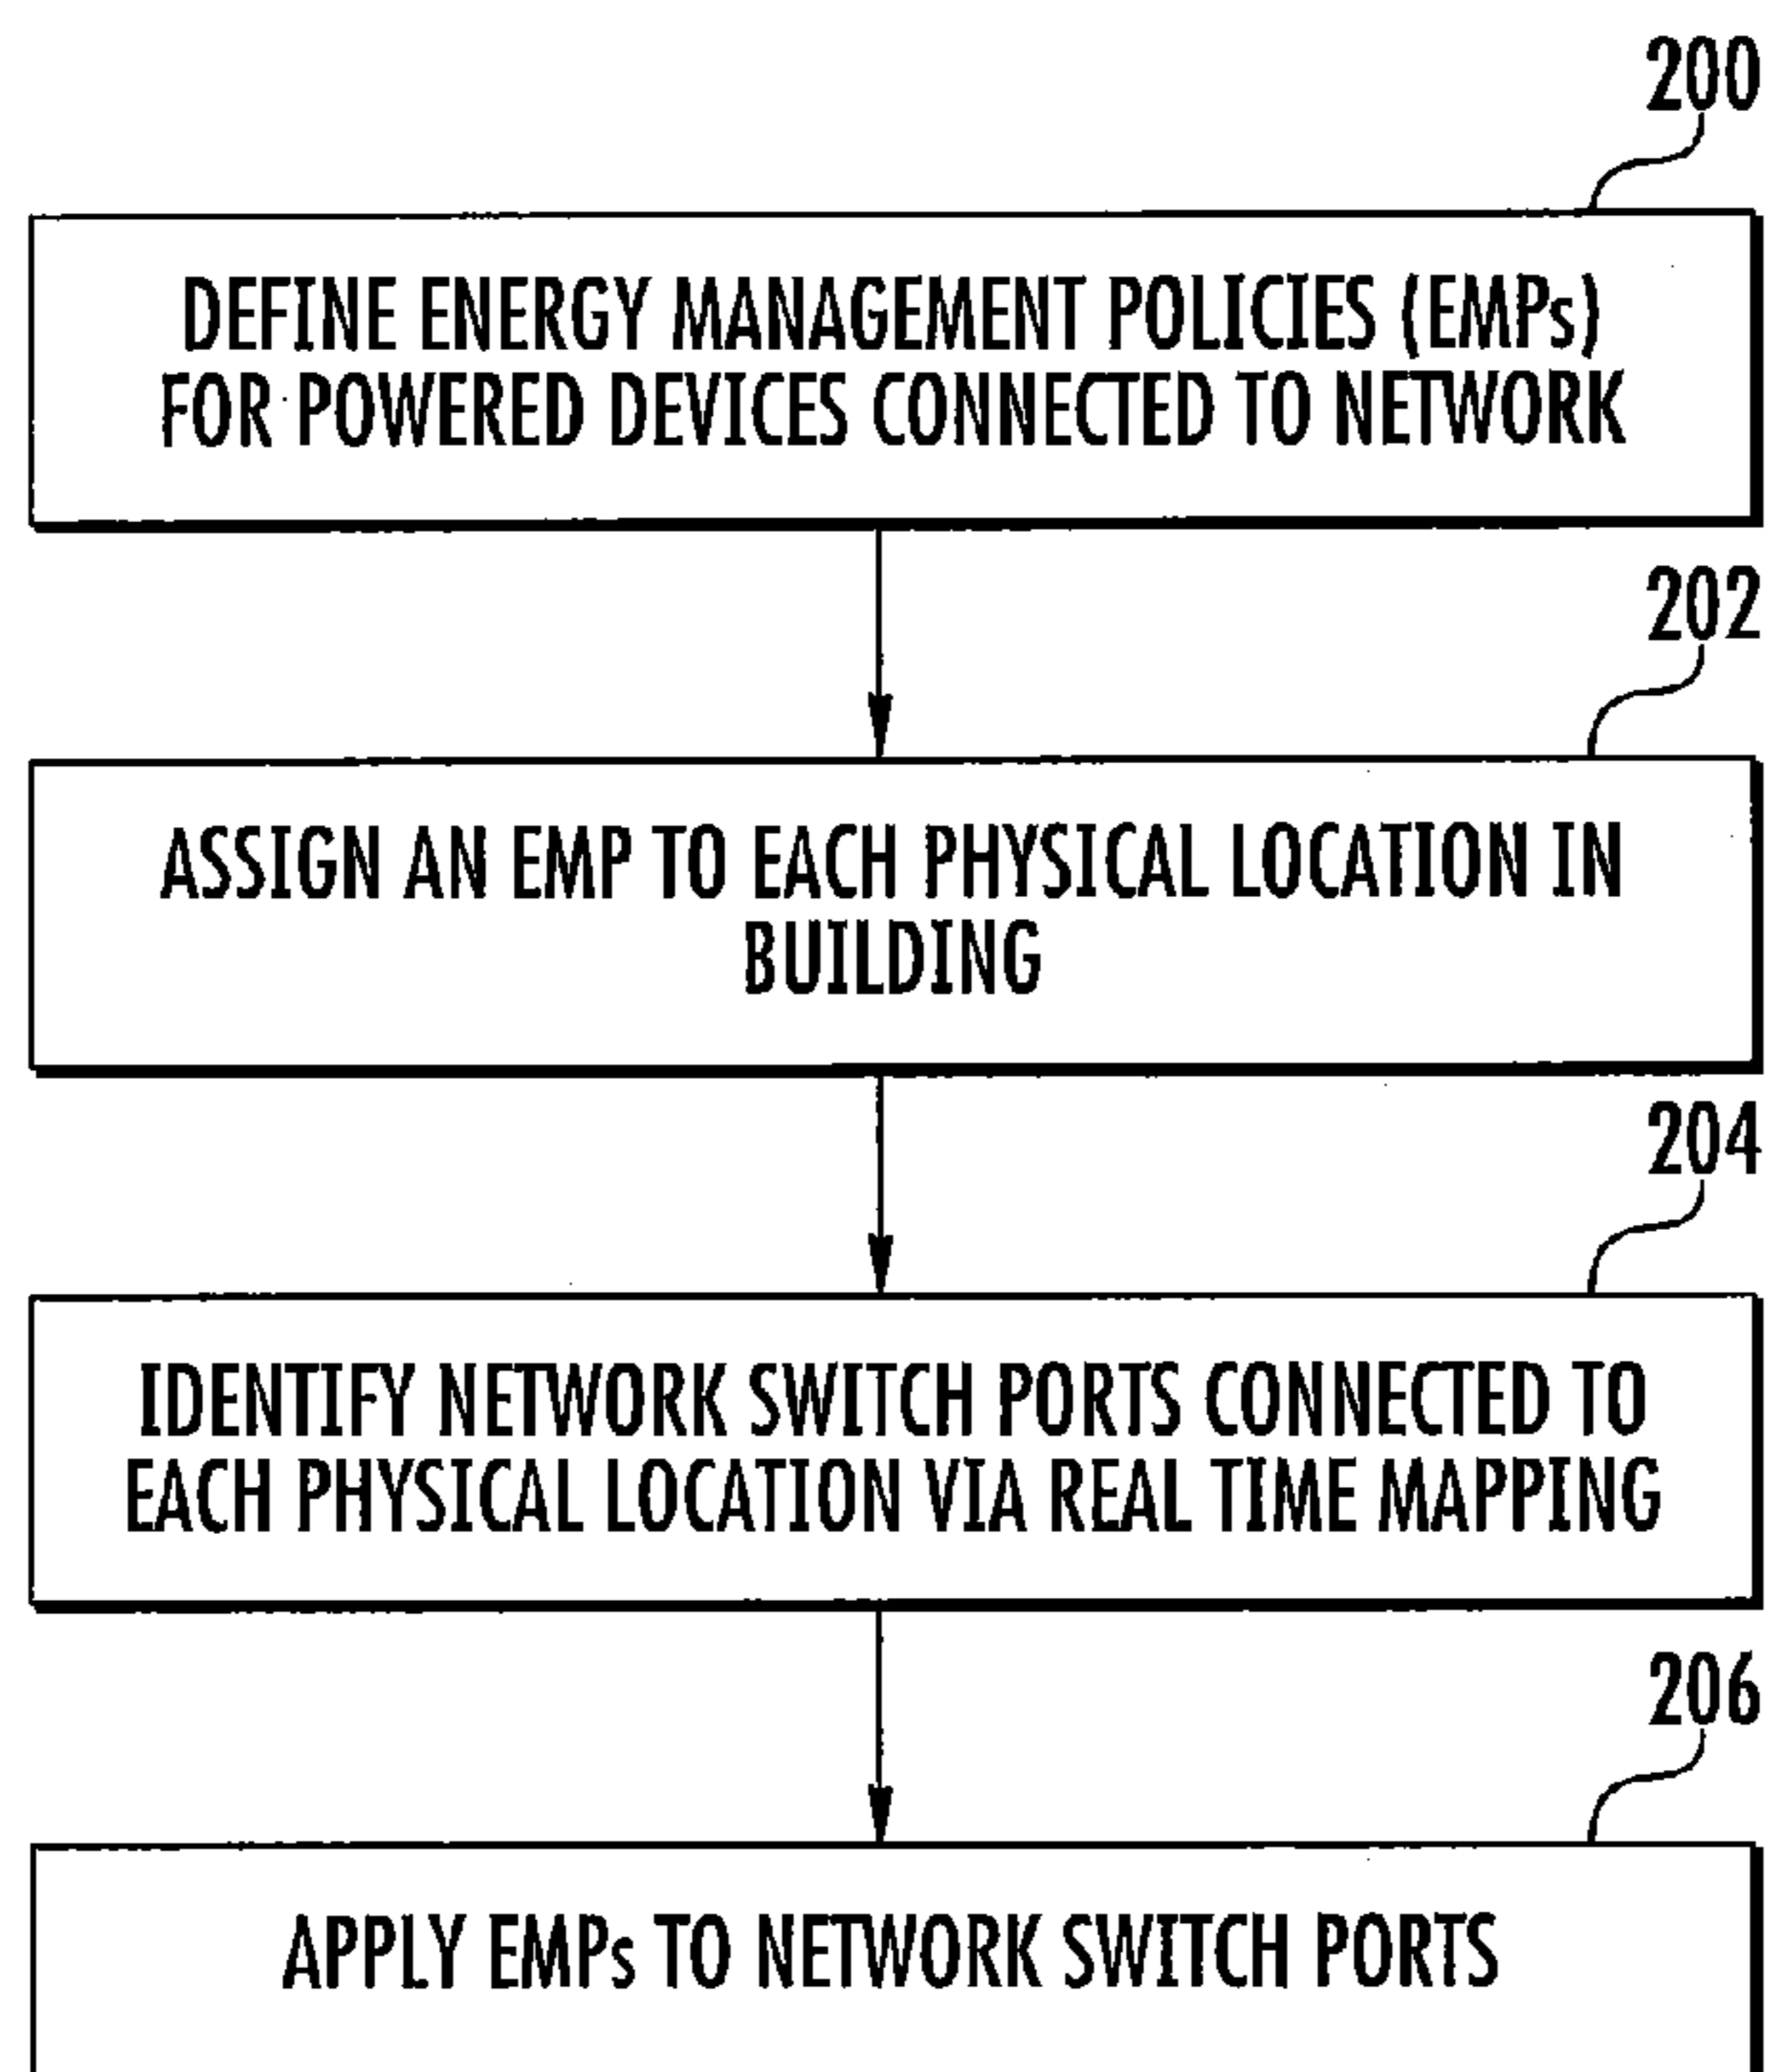 200
DEFINE ENERGY MANAGEMENT POLICIES (EMPs)
FOR POWERED DEVICES CONNECTED TO NETWORK
202
ASSIGN AN EMP TO EACH PHYSICAL LOCATION IN
BUILDING
204
IDENTIFY NETWORK SWITCH PORTS CONNECTED TO
EACH PHYSICAL LOCATION VIA REAL TIME MAPPING
206
APPLY EMPs TO NETWORK SWITCH PORTS